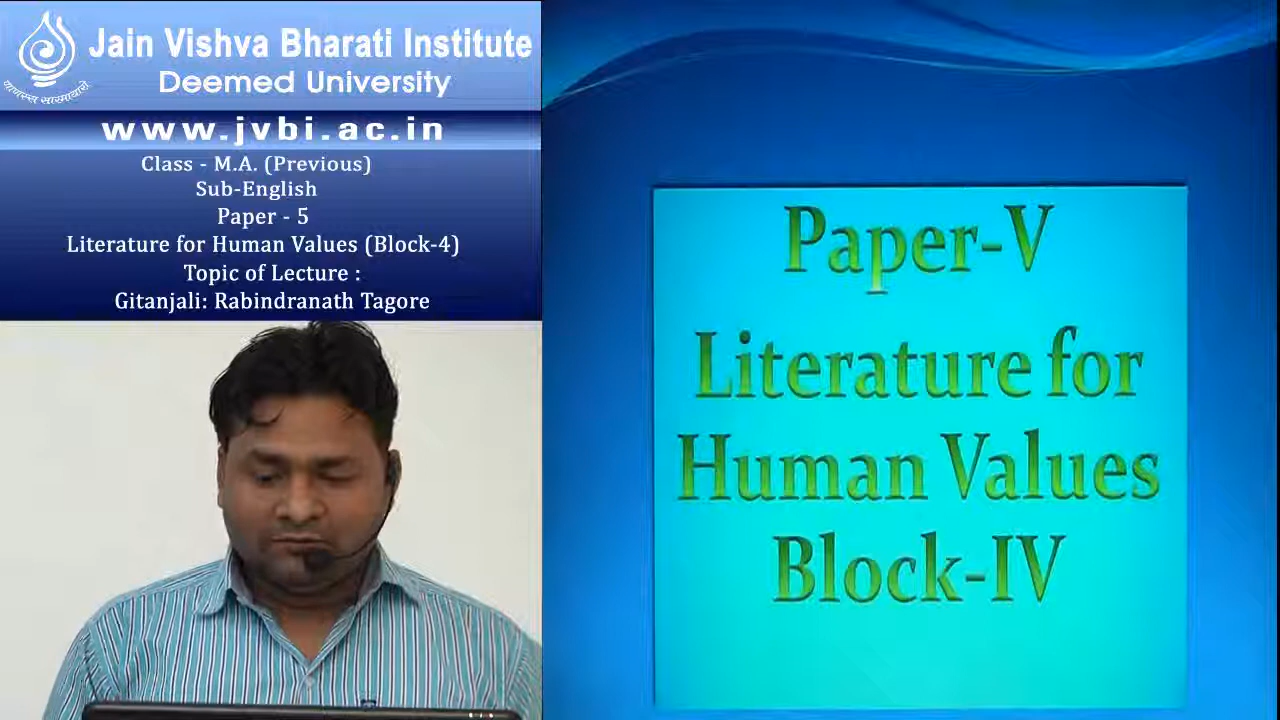 Jain Vishva Bharati Institute
Deemed University
www.jvbi.ac.in
Class - M.A. (Previous)
Sub-English
Paper - 5
Literature for Human Values (Block-4)
Topic of Lecture :
Gitanjali: Rabindranath Tagore
Paper-V
Literature for
Human Values
Block-IV